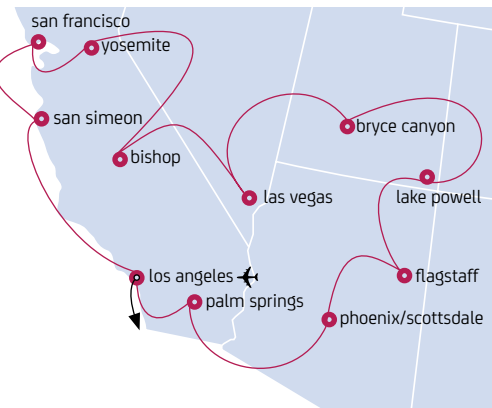 san francisco
yosemite
san simeon
bryce canyon
bishop
las vegas
lake powell
los angeles
flagstaff
palm springs
phoenix/scottsdale